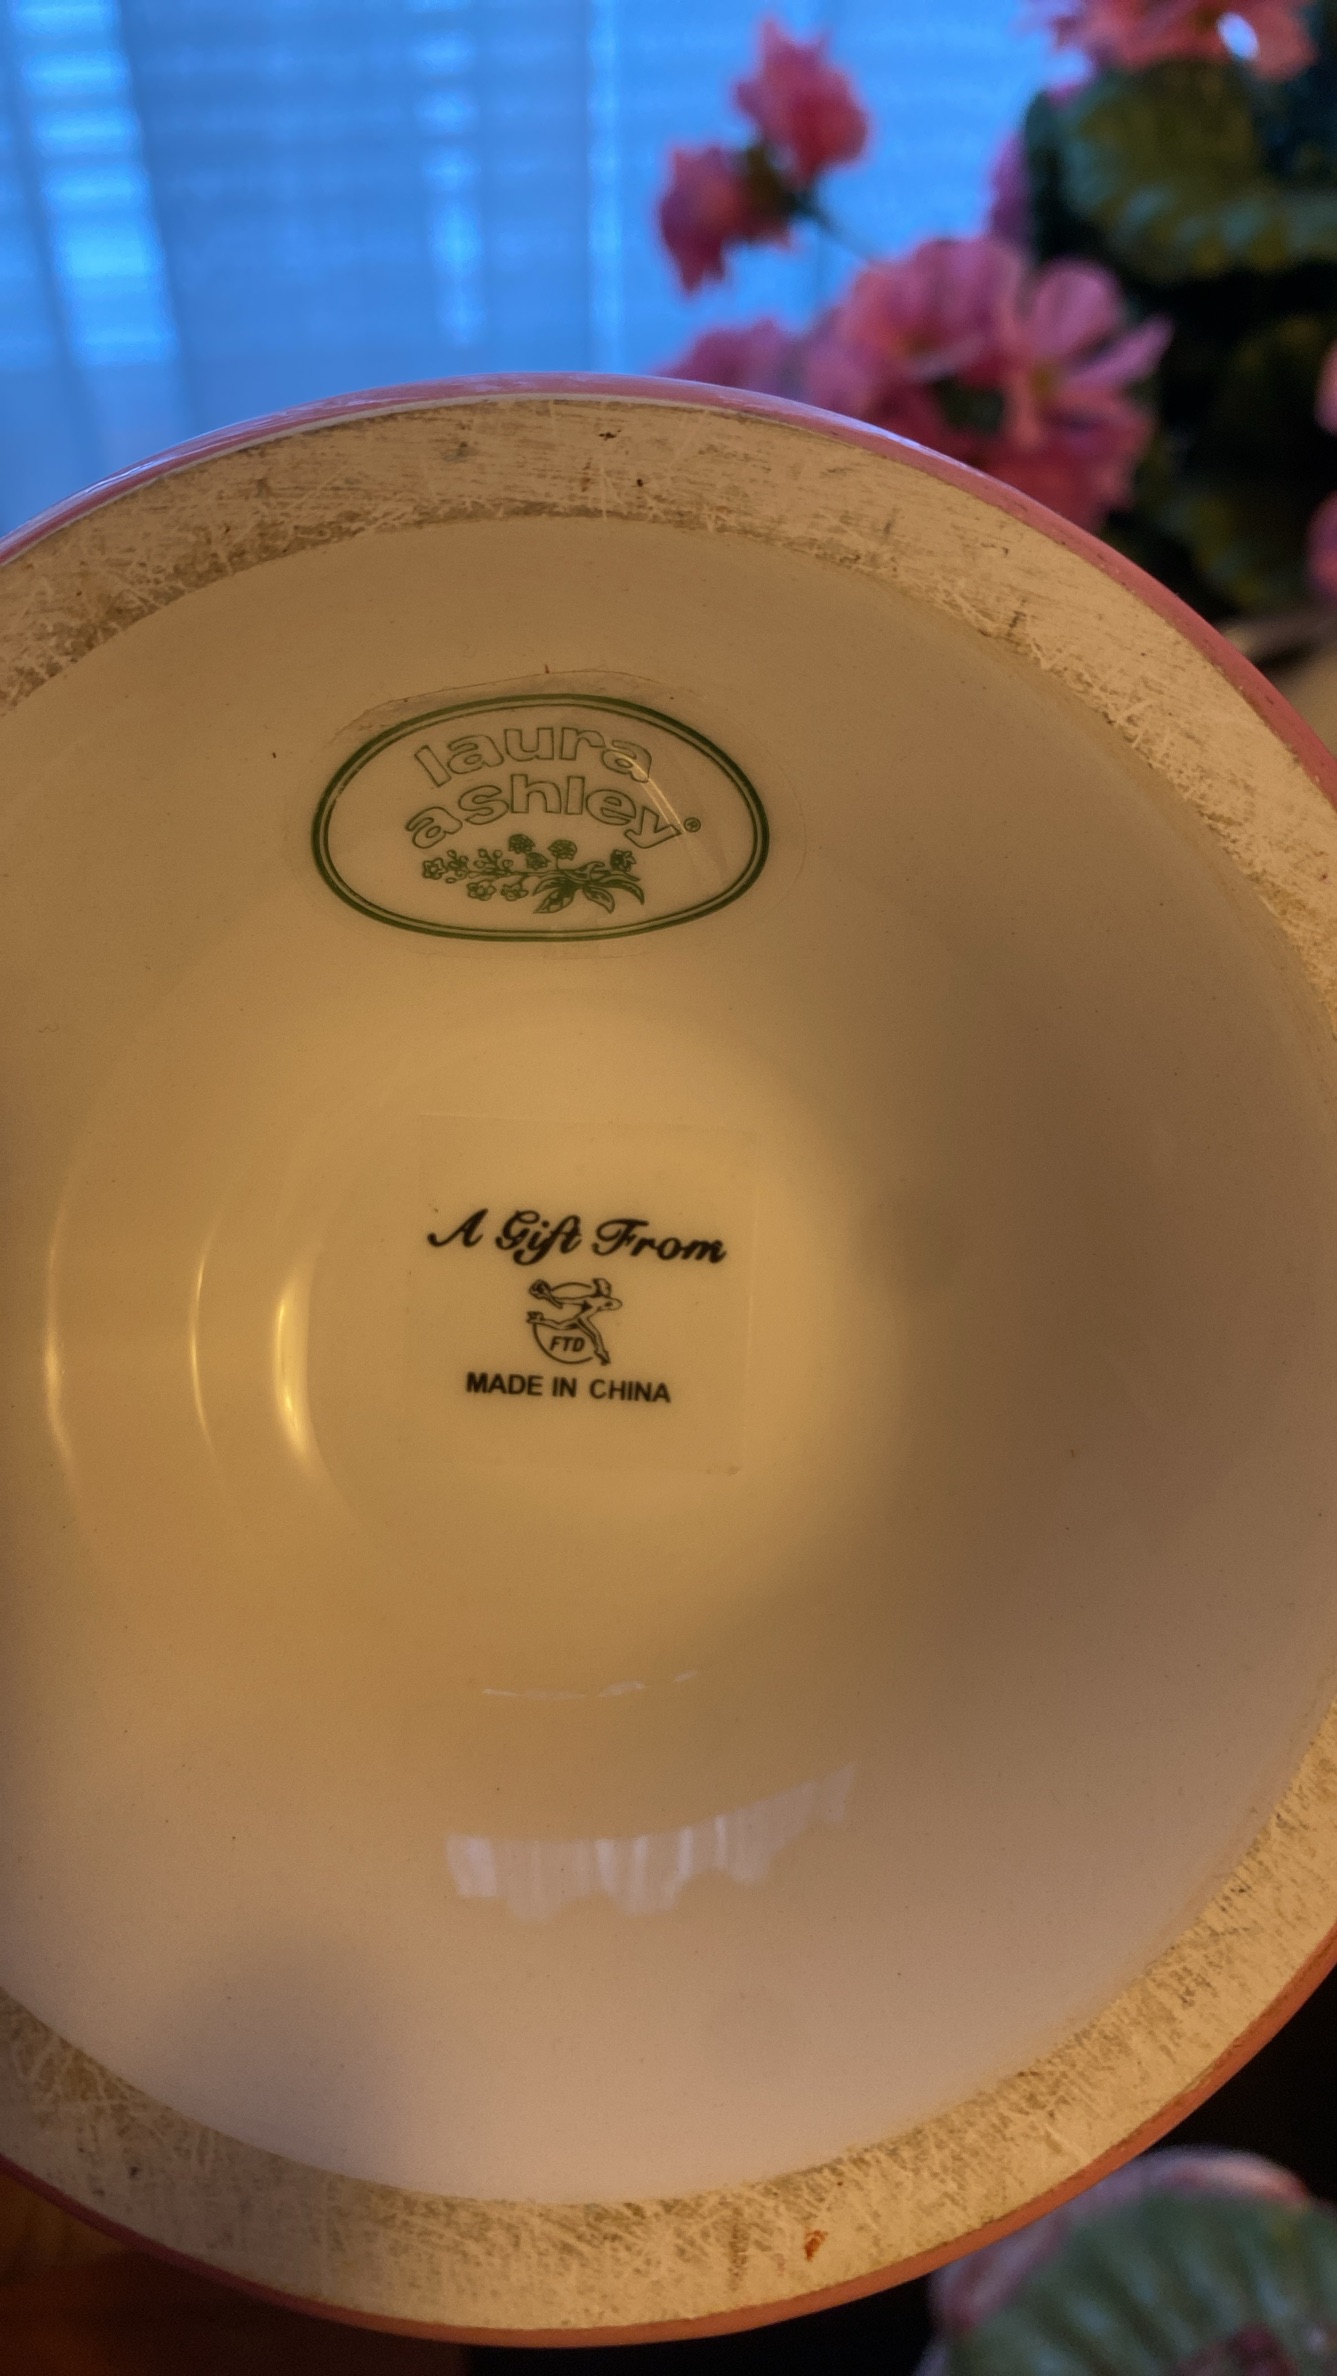 laura
ashley®
A Gift From
FTD
MADE IN CHINA